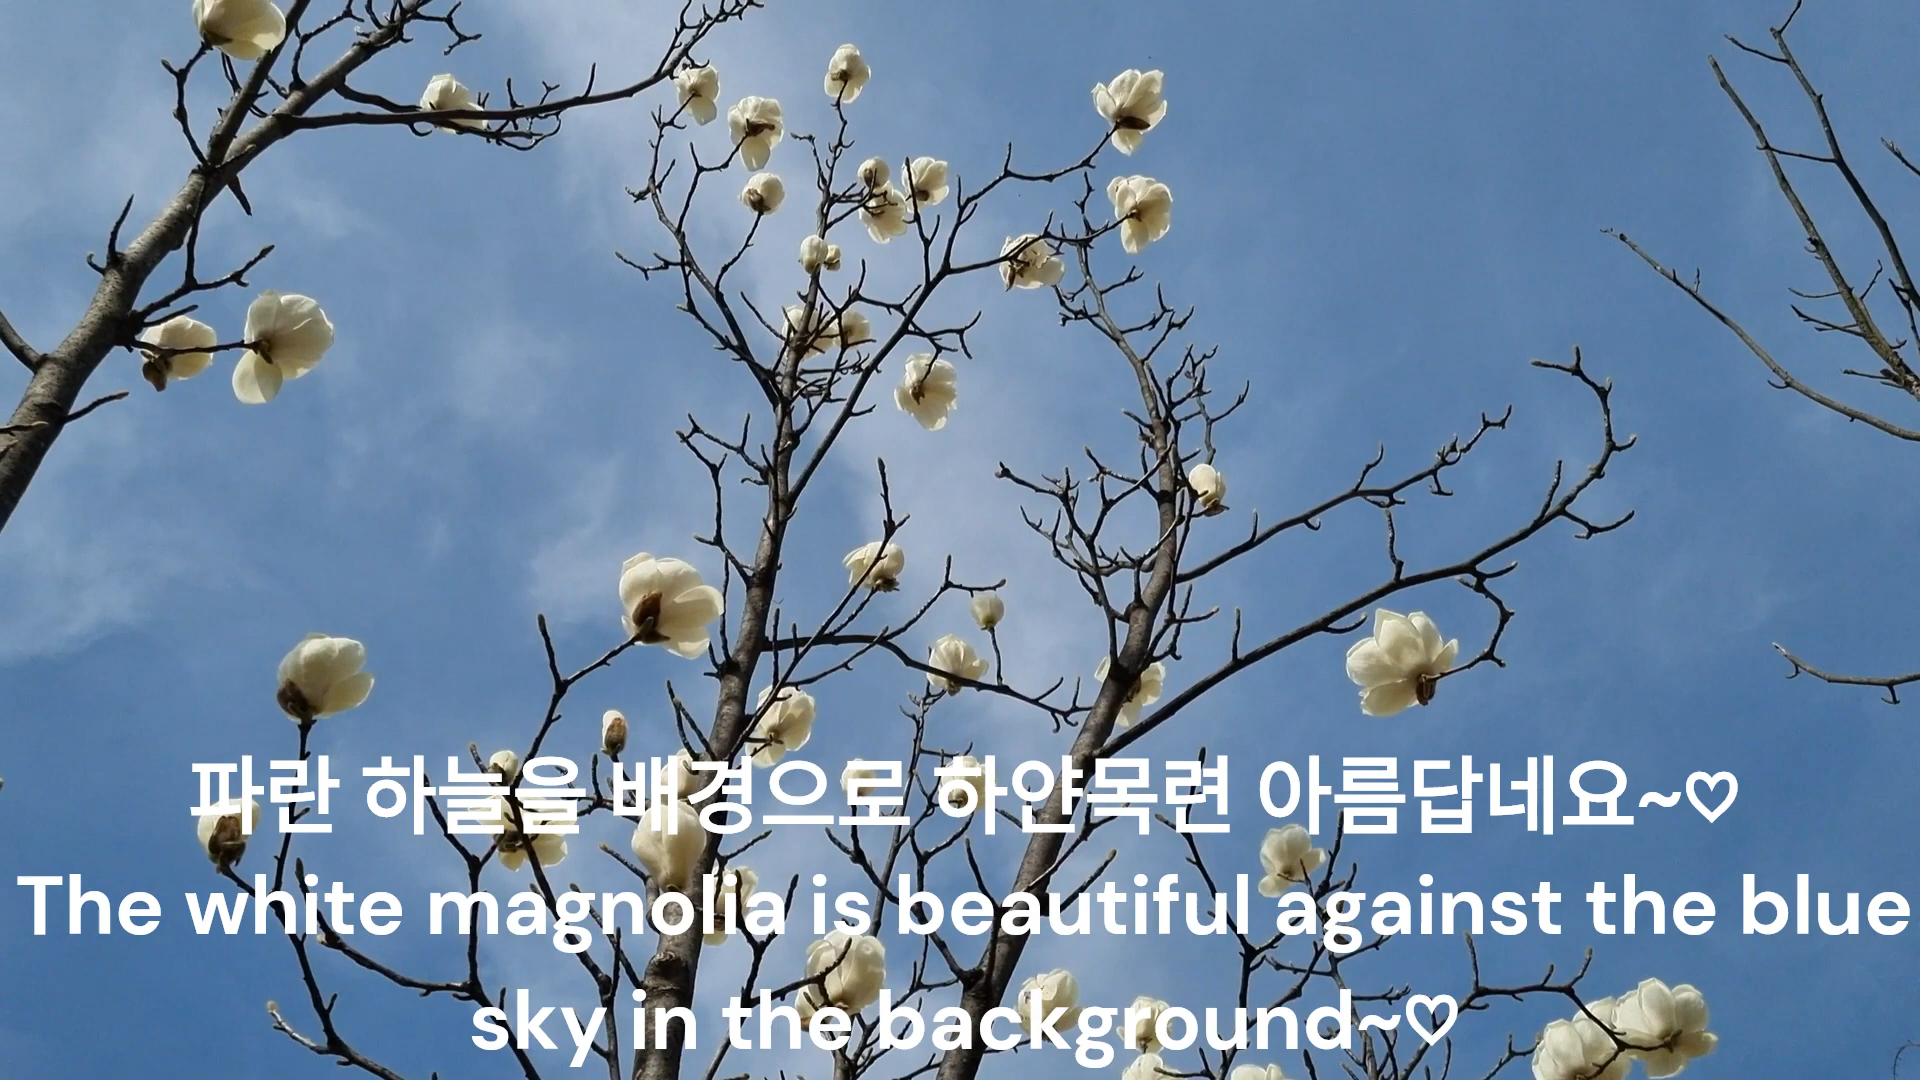 파란 하늘을 배경으로 하얀목련 아름답네요~♡
The white magnolia is beautiful against the blue
sky in the background~♡